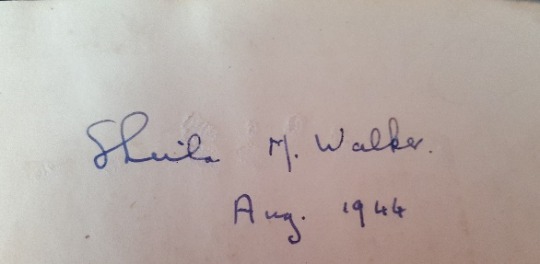 Sheila M. Walker.
Aug. 1944